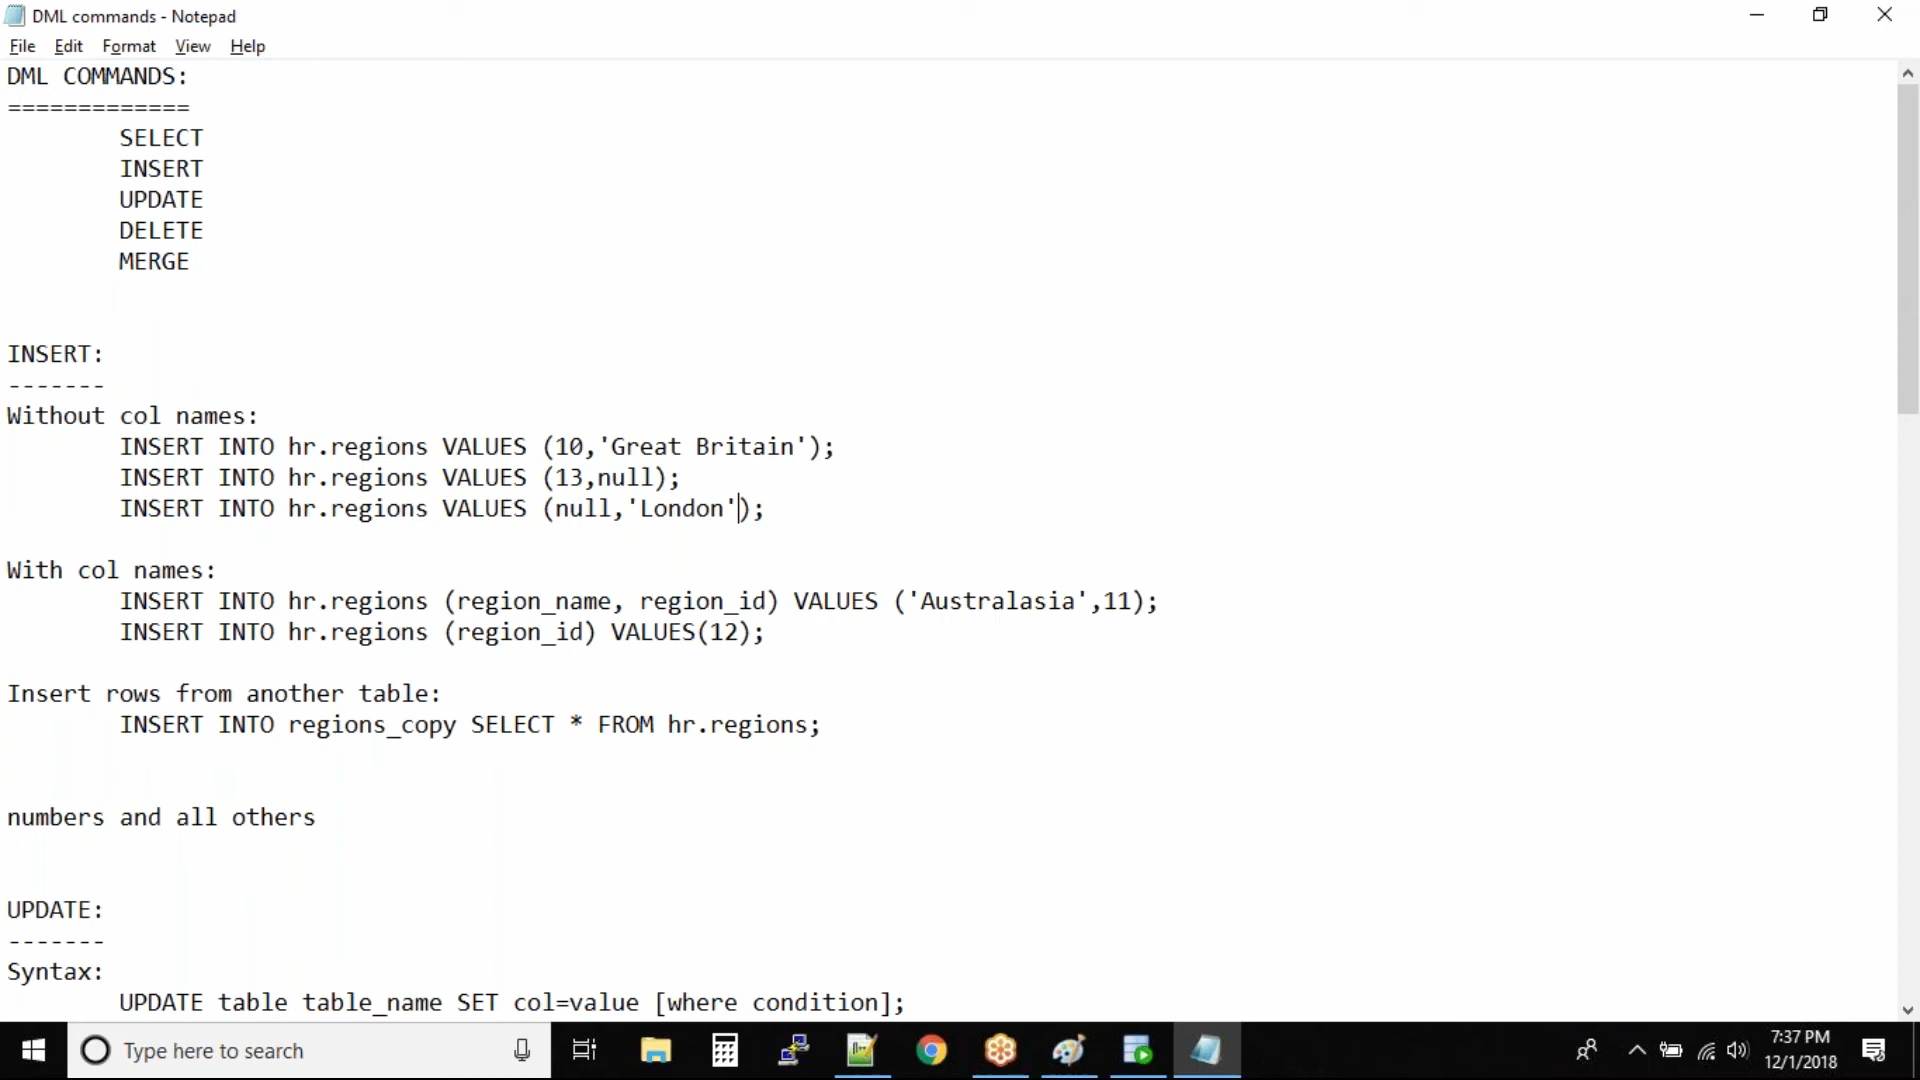 DML commands - Notepad
File Edit Format View Help
DML COMMANDS:
=============
SELECT
INSERT
UPDATE
DELETE
MERGE
INSERT:
-------
Without col names:
INSERT INTO hr.regions VALUES (10,'Great Britain');
INSERT INTO hr.regions VALUES (13,null);
INSERT INTO hr.regions VALUES (null,'London');
With col names:
INSERT INTO hr.regions (region_name, region_id) VALUES ('Australasia',11);
INSERT INTO hr.regions (region_id) VALUES(12);
Insert rows from another table:
INSERT INTO regions_copy SELECT * FROM hr.regions;
numbers and all others
UPDATE:
-------
Syntax:
UPDATE table table_name SET col=value [where condition];
Type here to search
7:37 PM
12/1/2018